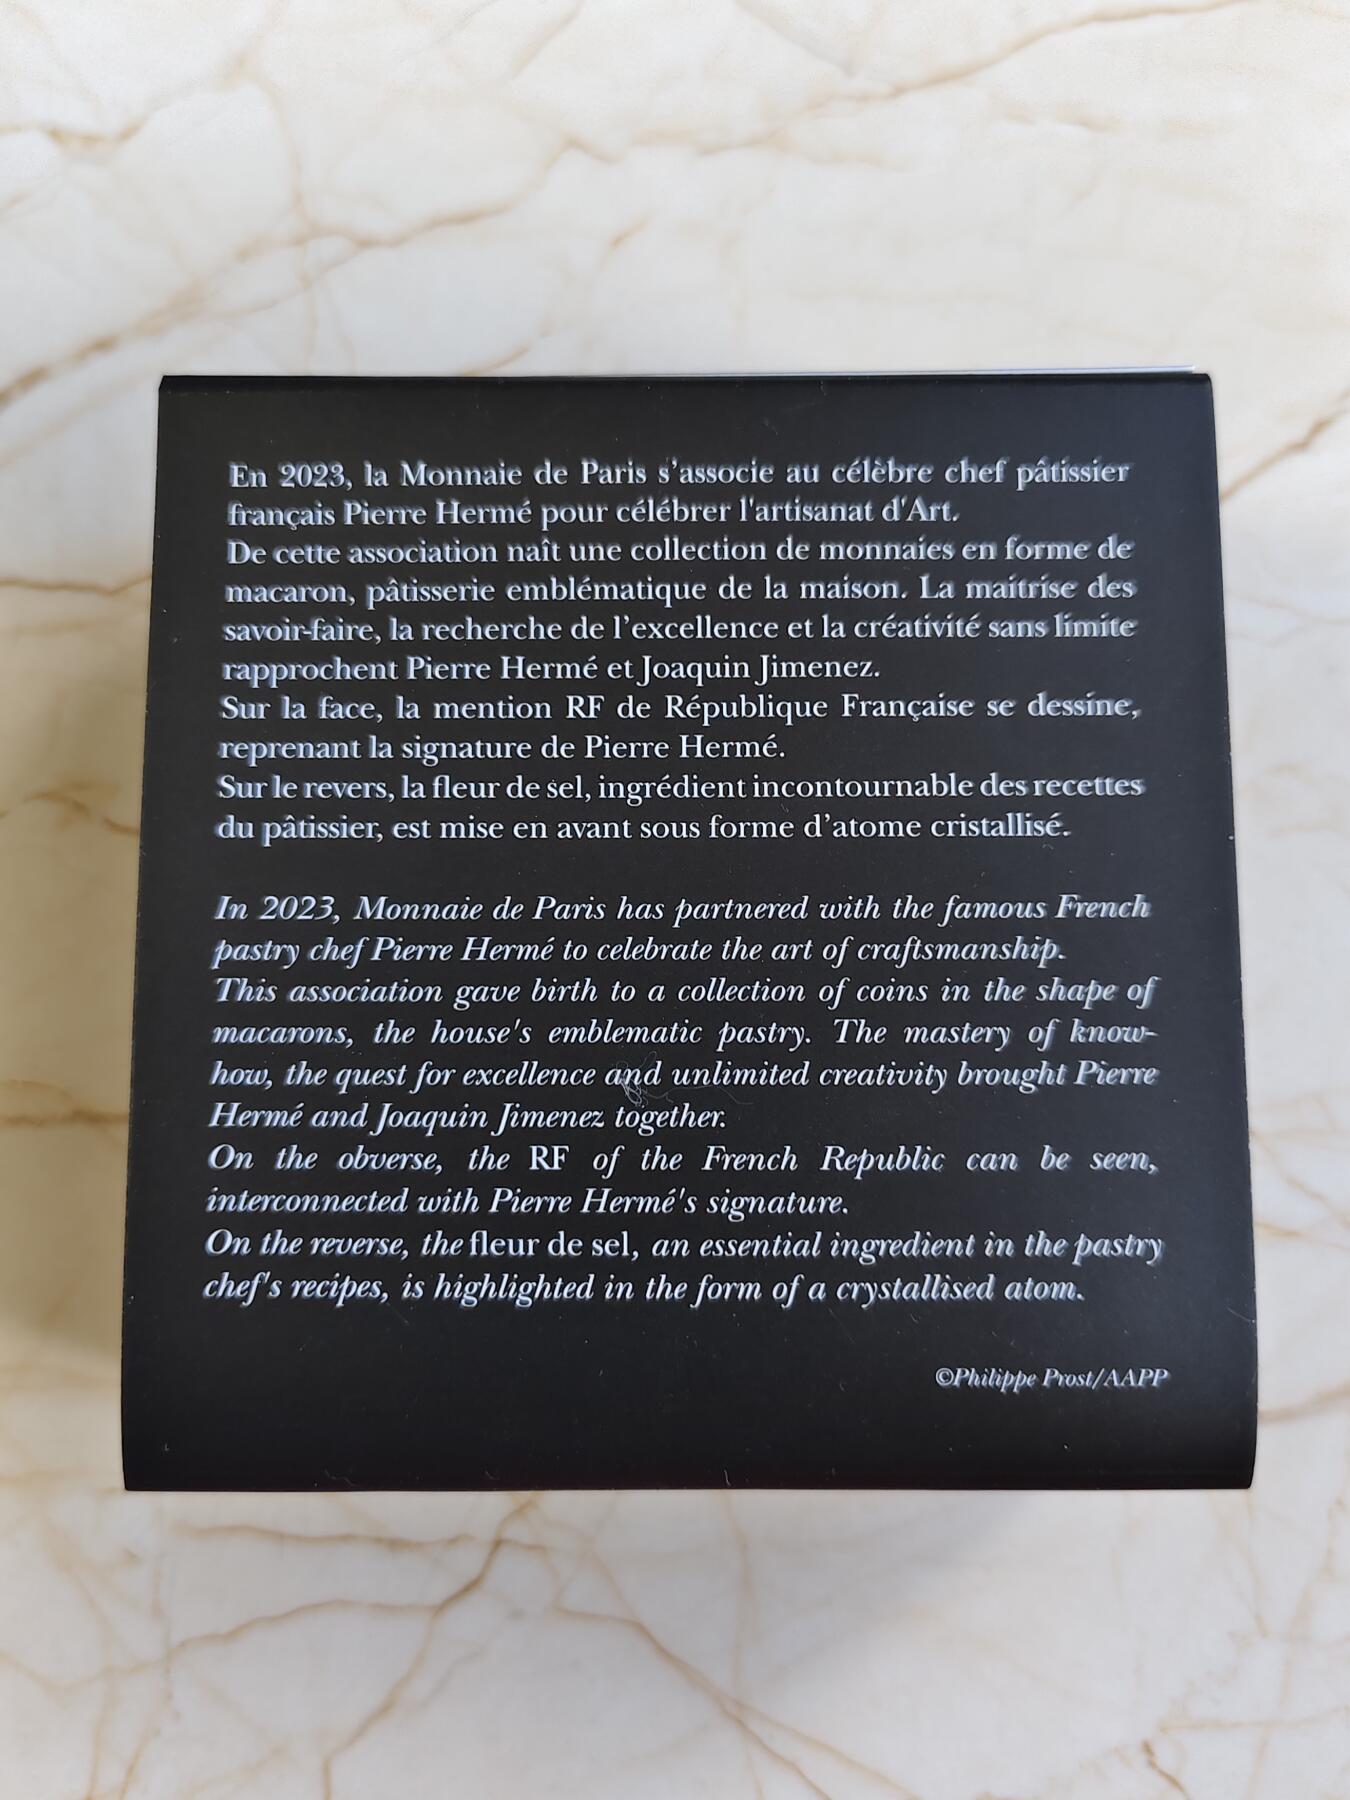 En 2023, la Monnaie de Paris s’associe au célèbre chef pâtissier
français Pierre Hermé pour célébrer l'artisanat d'Art.
De cette association naît une collection de monnaies en forme de
macaron, pâtisserie emblématique de la maison. La maitrise des
savoir-faire, la recherche de l’excellence et la créativité sans limite
rapprochent Pierre Hermé et Joaquin Jimenez.
Sur la face, la mention RF de République Française se dessine,
reprenant la signature de Pierre Hermé.
Sur le revers, la fleur de sel, ingrédient incontournable des recettes
du pâtissier, est mise en avant sous forme d’atome cristallisé.
In 2023, Monnaie de Paris has partnered with the famous French
pastry chef Pierre Hermé to celebrate the art of craftsmanship.
This association gave birth to a collection of coins in the shape of
macarons, the house's emblematic pastry. The mastery of know-
how, the quest for excellence and unlimited creativity brought Pierre
Hermé and Joaquin Jimenez together.
On the obverse, the RF of the French Republic can be seen,
interconnected with Pierre Hermé's signature.
On the reverse, the fleur de sel, an essential ingredient in the pastry
chef's recipes, is highlighted in the form of a crystallised atom.
©Philippe Prost/AAPP